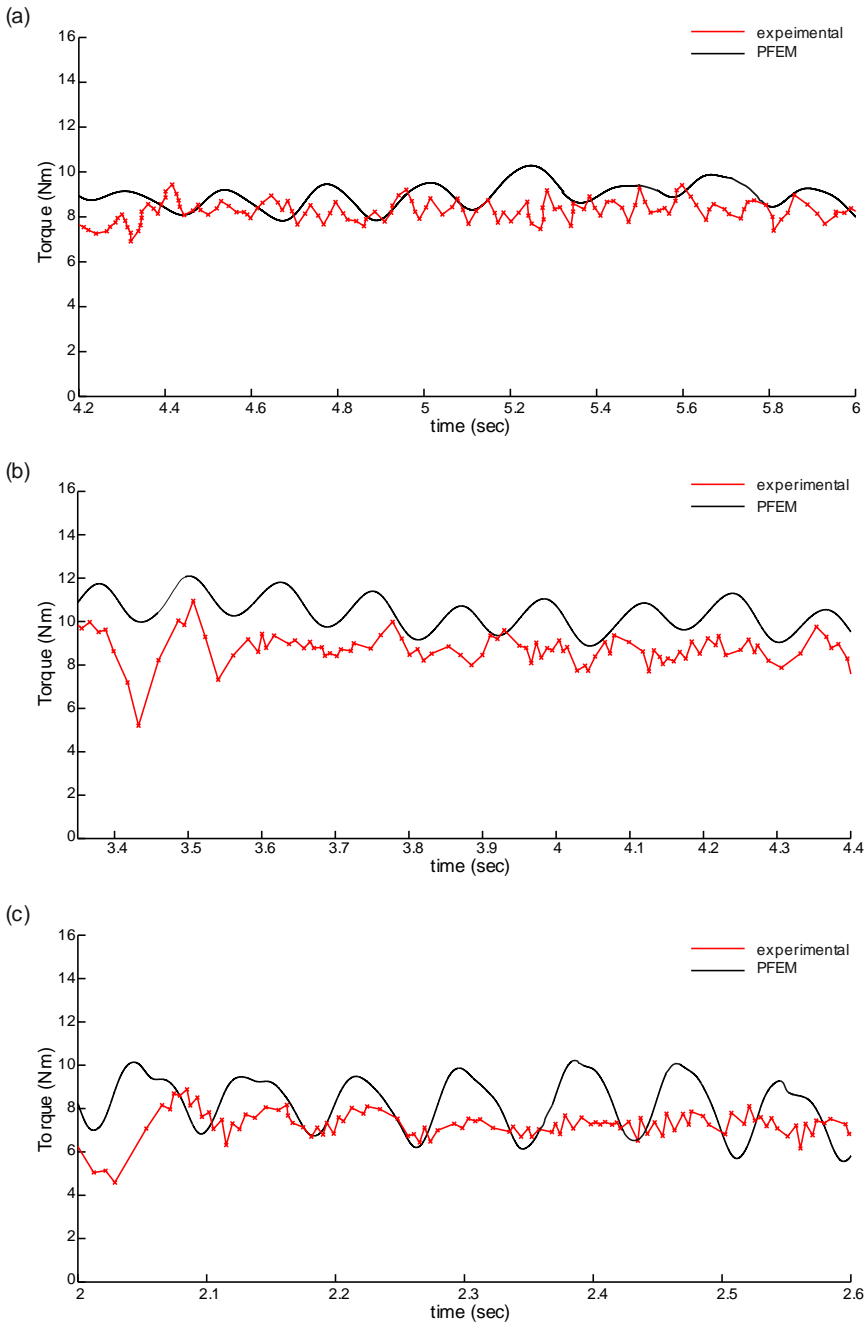 (a)
16
14
12
10
8
6
4
2
0
Torque (Nm)
expeimental
PFEM
4.2 4.4 4.6 4.8 5 5.2 5.4 5.6 5.8 6
time (sec)
(b)
16
14
12
10
8
6
4
2
0
Torque (Nm)
experimental
PFEM
3.4 3.5 3.6 3.7 3.8 3.9 4 4.1 4.2 4.3 4.4
time (sec)
(c)
16
14
12
10
8
6
4
2
0
Torque (Nm)
experimental
PFEM
2 2.1 2.2 2.3 2.4 2.5 2.6
time (sec)